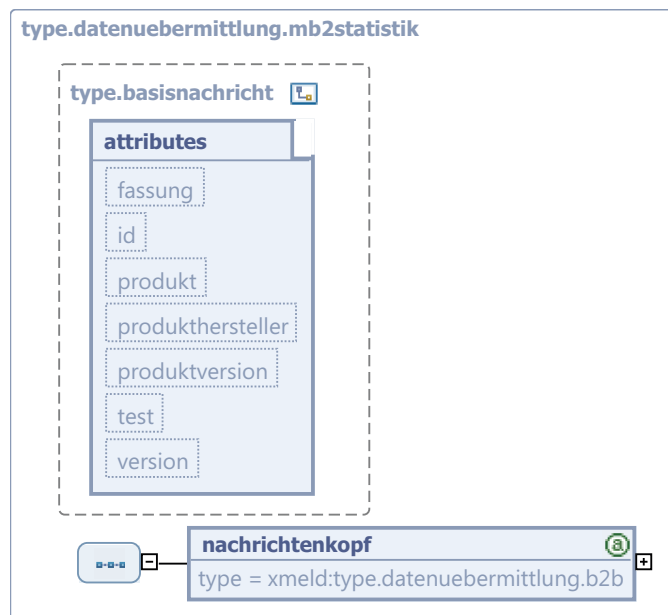 type.datenuebermittlung.mb2statistik
type.basisnachricht
attributes
fassung
id
produkt
produkthersteller
produktversion
test
version
nachrichtenkopf
type = xmeld:type.datenuebermittlung.b2b